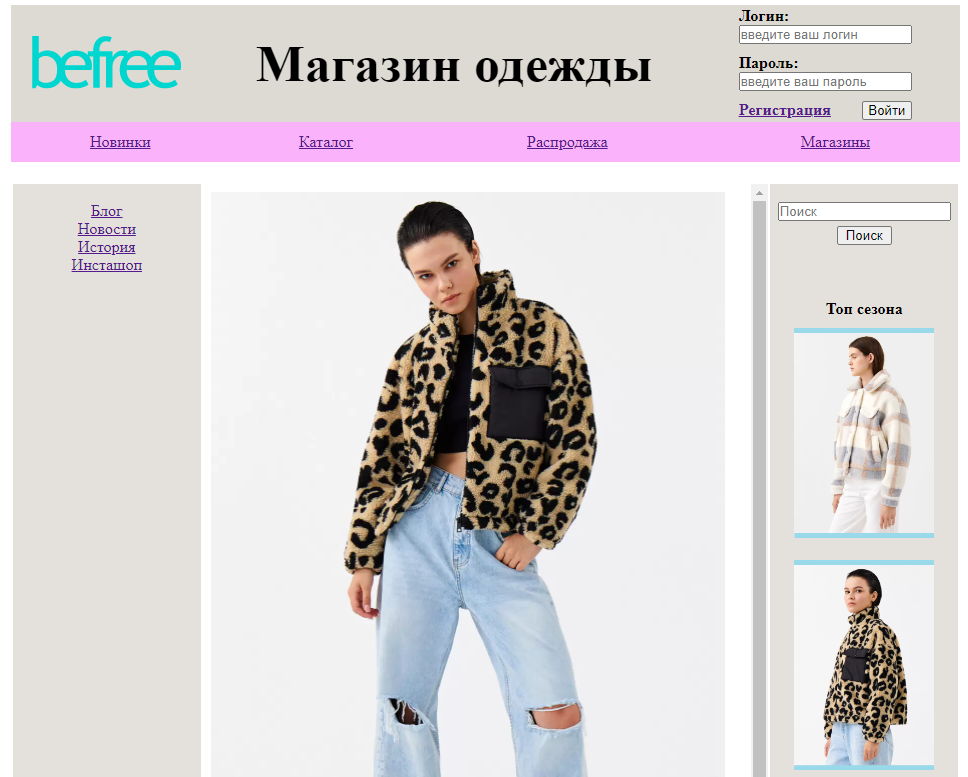 befree
Магазин одежды
Логин:
введите ваш логин
Пароль:
введите ваш пароль
Регистрация
Войти
Новинки
Каталог
Распродажа
Магазины
Блог
Новости
История
Инсташоп
Поиск
Поиск
Топ сезона